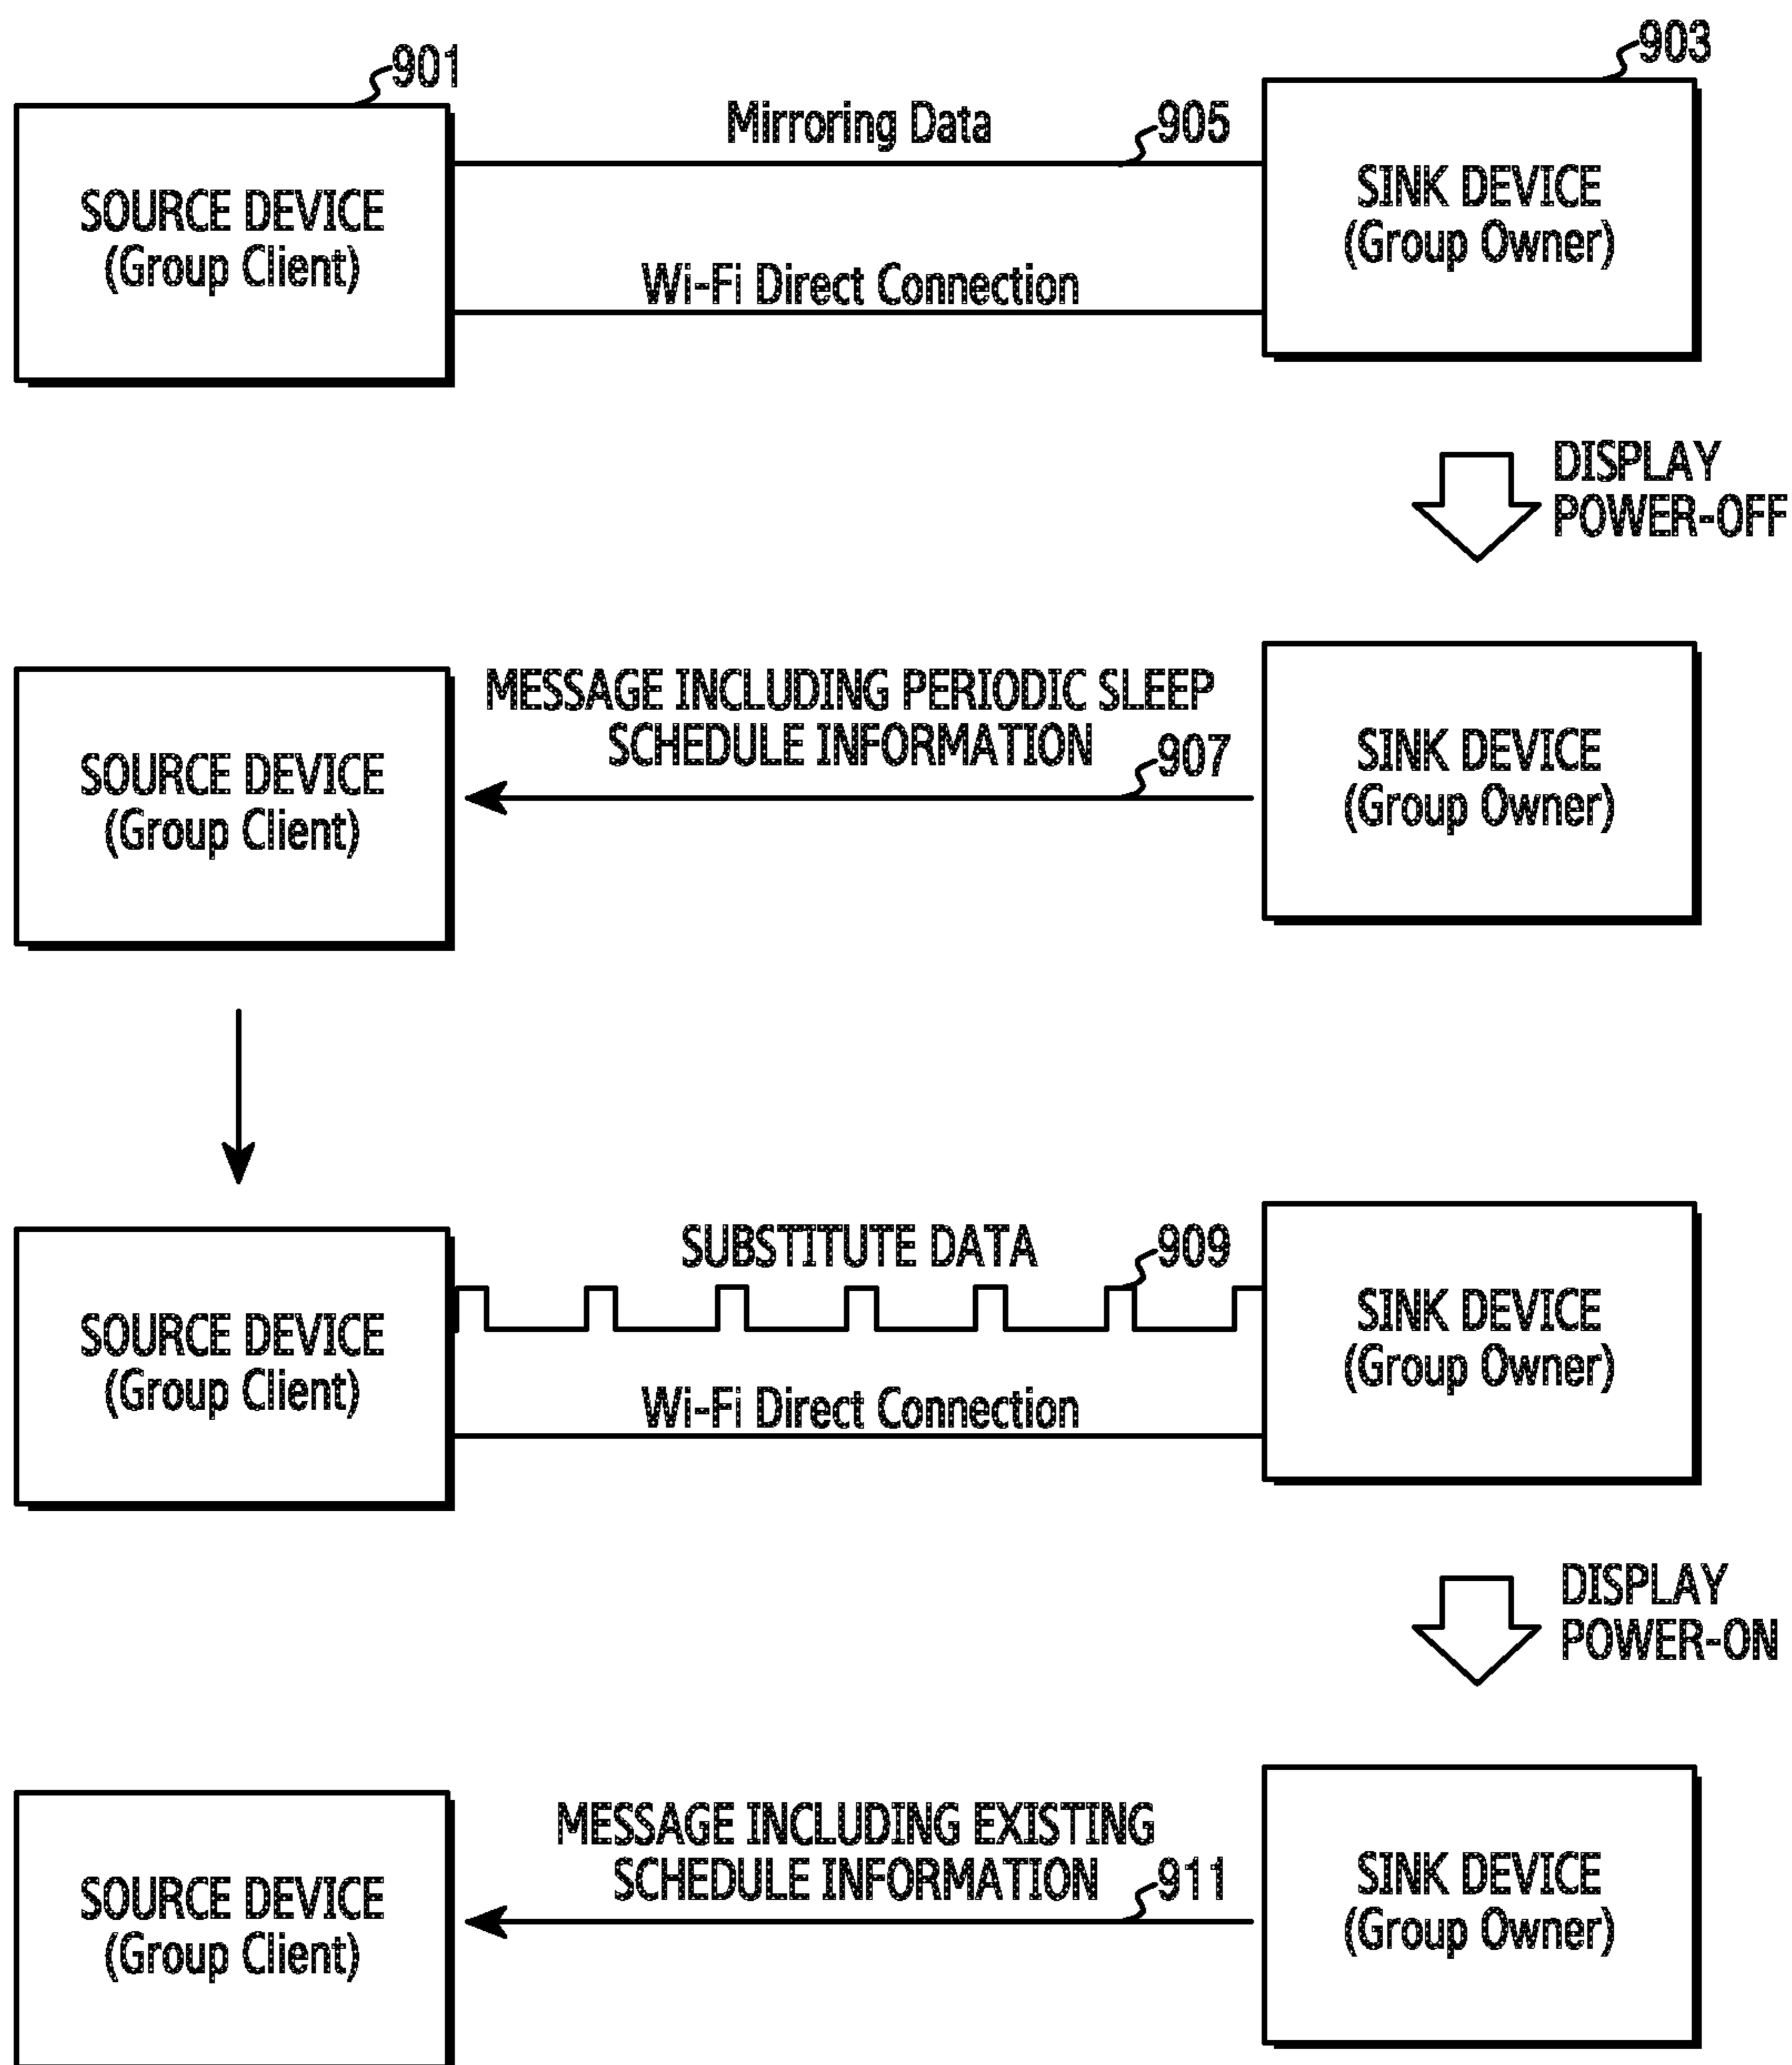 901
903
Mirroring Data
905
SOURCE DEVICE
(Group Client)
SINK DEVICE
(Group Owner)
Wi-Fi Direct Connection
DISPLAY
POWER-OFF
MESSAGE INCLUDING PERIODIC SLEEP
SCHEDULE INFORMATION
907
SOURCE DEVICE
(Group Client)
SINK DEVICE
(Group Owner)
SUBSTITUTE DATA
909
SOURCE DEVICE
(Group Client)
SINK DEVICE
(Group Owner)
Wi-Fi Direct Connection
DISPLAY
POWER-ON
MESSAGE INCLUDING EXISTING
SCHEDULE INFORMATION
911
SOURCE DEVICE
(Group Client)
SINK DEVICE
(Group Owner)